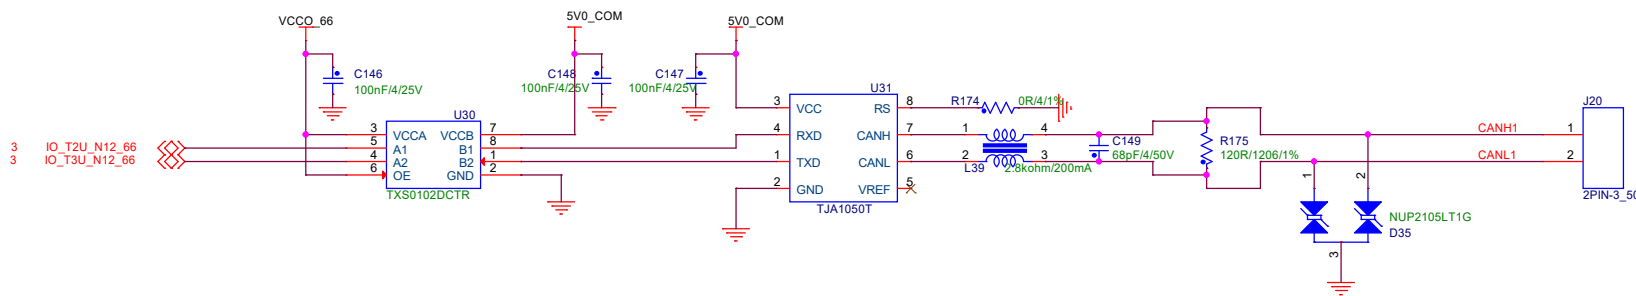 VCCO_66
5V0_COM
5V0_COM
C146
100nF/4/25V
C148
100nF/4/25V
C147
100nF/4/25V
U30
3 VCCA VCCB 7
5 A1 B1 8
4 A2 B2 1
6 OE GND 2
TXS0102DCTR
3 IO_T2U_N12_66
3 IO_T3U_N12_66
U31
3 VCC RS 8
4 RXD CANH 7
1 TXD CANL 6
2 GND VREF 5
TJA1050T
R174 0R/4/1%
1 4
2 3
L39 2.8kohm/200mA
C149
68pF/4/50V
R175
120R/1206/1%
CANH1
CANL1
J20
1
2
2PIN-3_50
1 2
NUP2105LT1G
D35
3